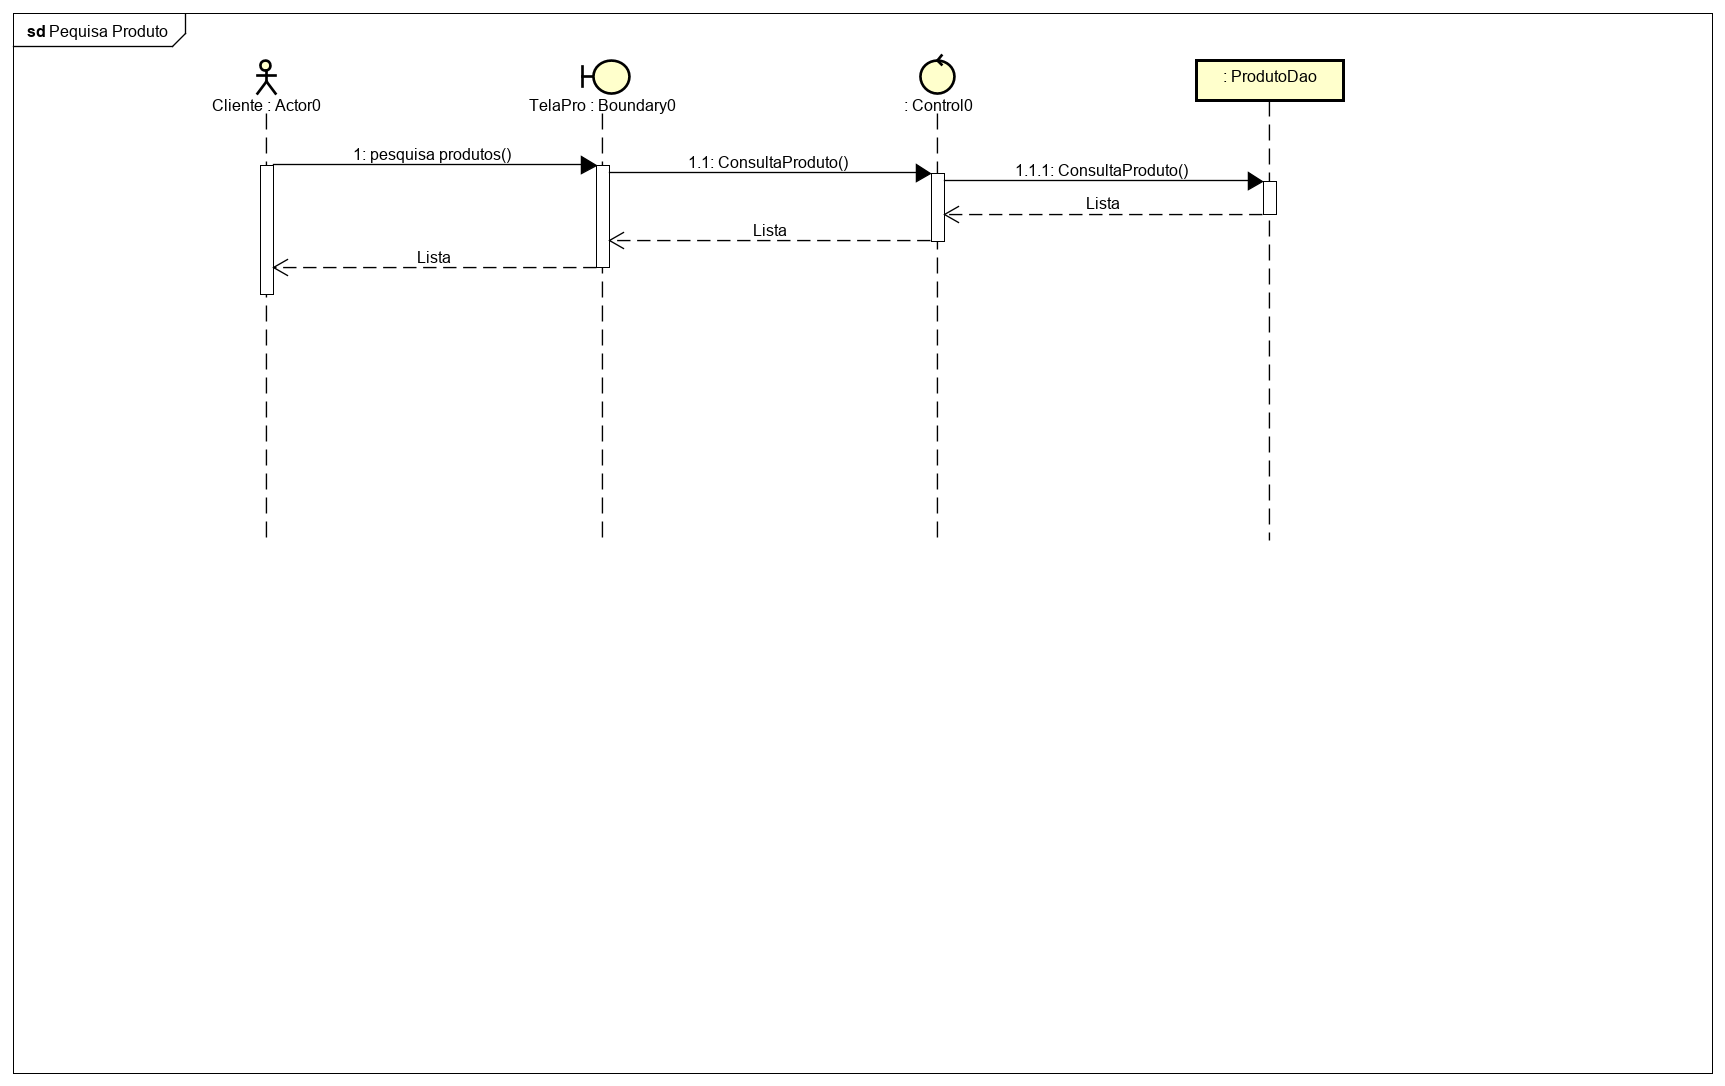 sd Pequisa Produto
Cliente : Actor0
TelaPro : Boundary0
: Control0
: ProdutoDao
1: pesquisa produtos()
1.1: ConsultaProduto()
1.1.1: ConsultaProduto()
Lista
Lista
Lista